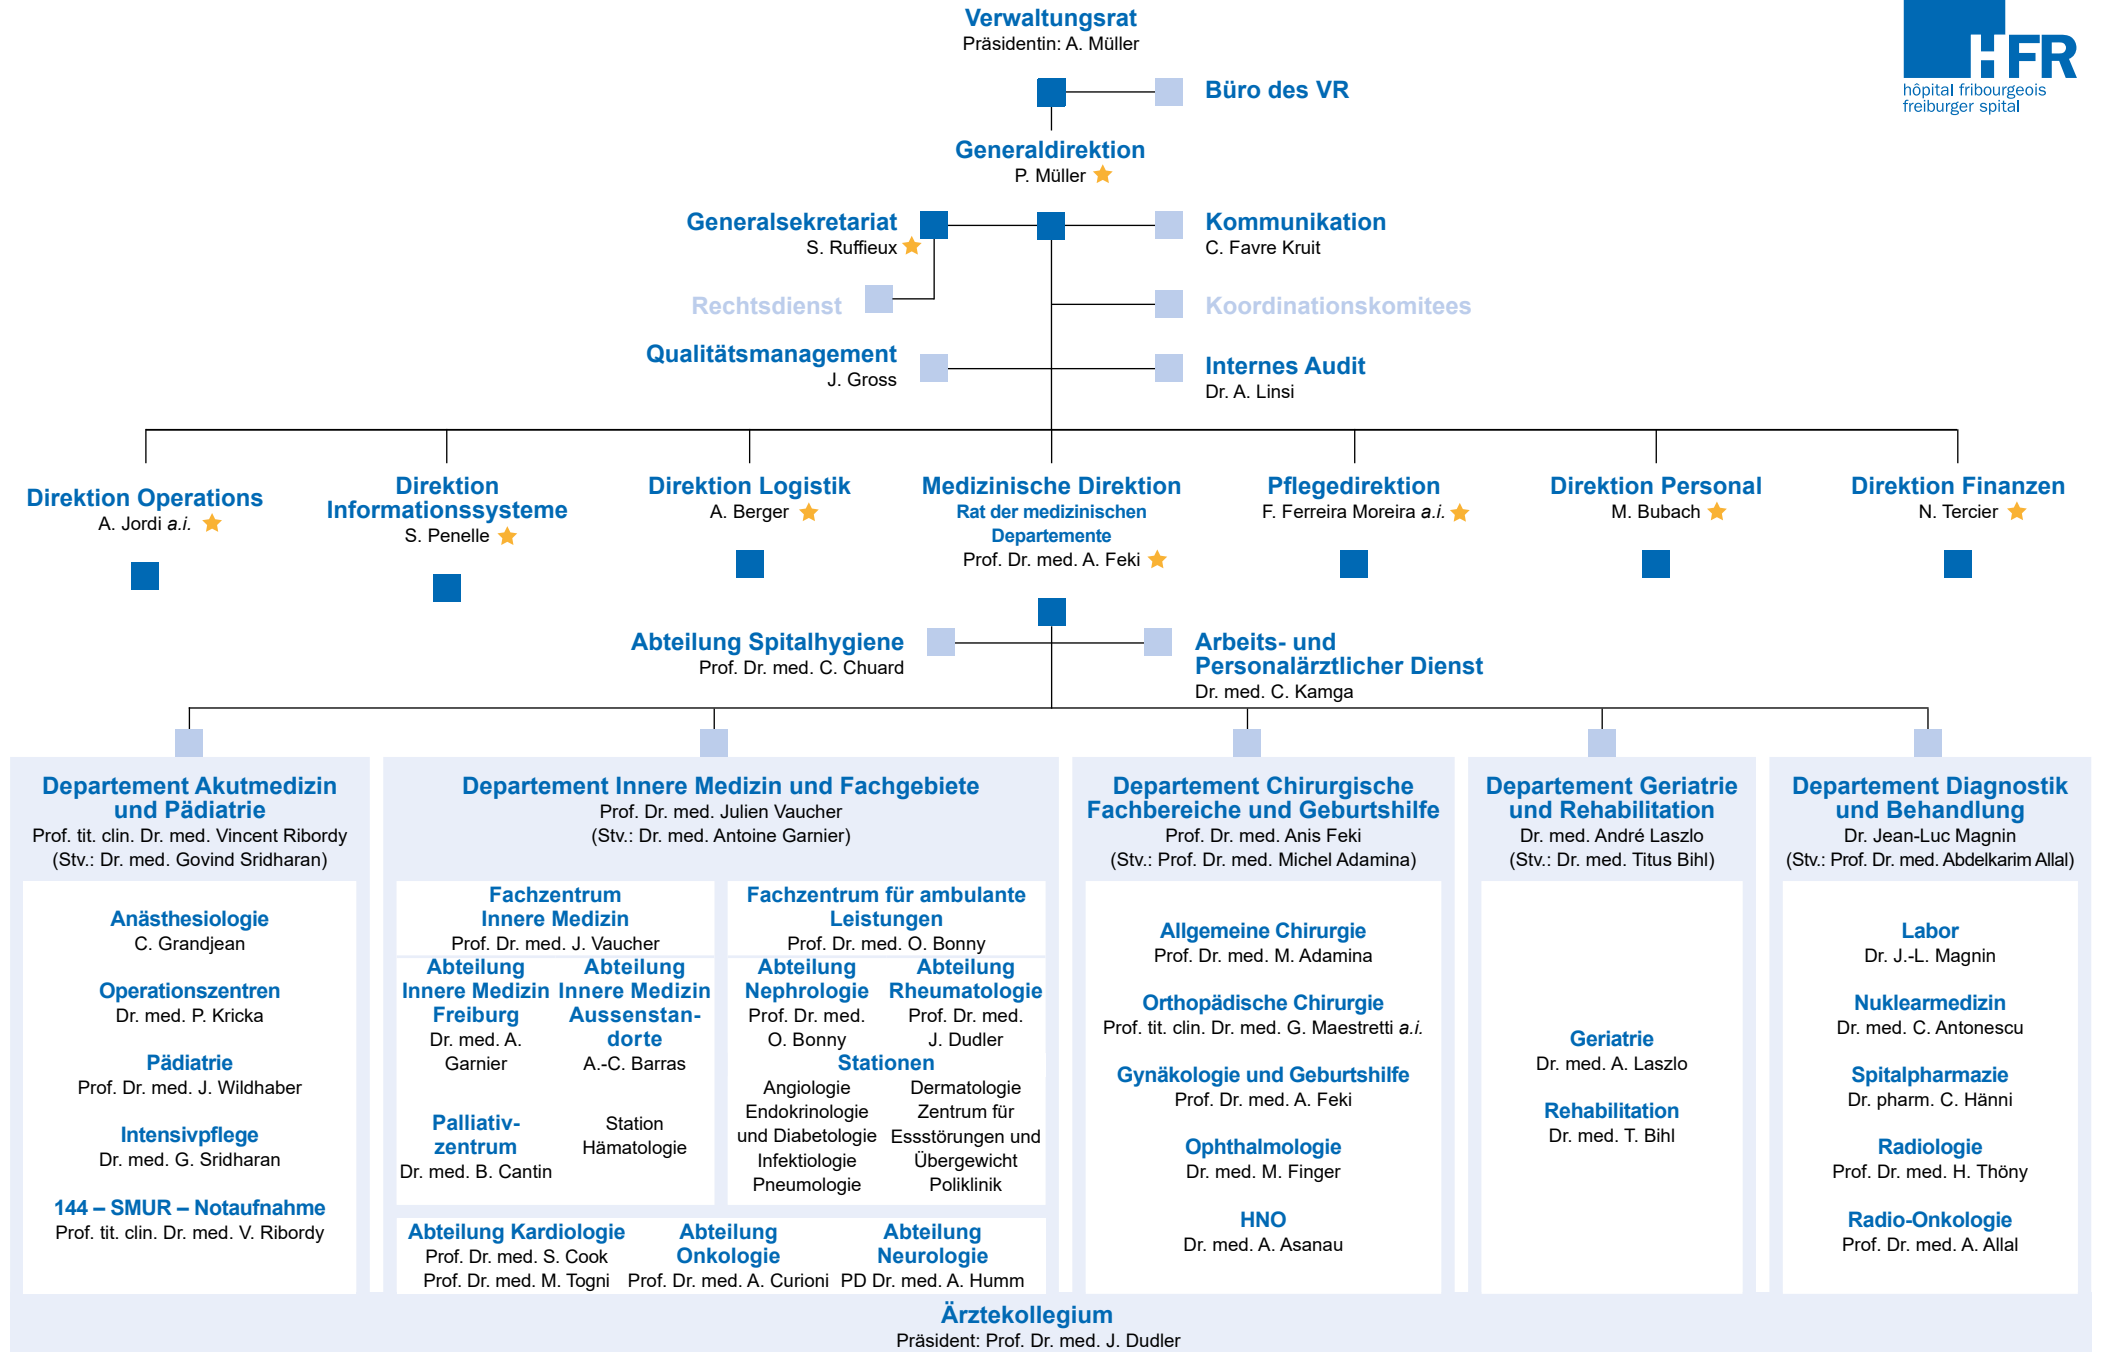 Verwaltungsrat
Präsidentin: A. Müller
HFR
hôpital fribourgeois
freiburger spital
Büro des VR
Generaldirektion
P. Müller
Generalsekretariat
S. Ruffieux
Kommunikation
C. Favre Kruit
Rechtsdienst
Koordinationskomitees
Qualitätsmanagement
J. Gross
Internes Audit
Dr. A. Linsi
Direktion Operations
A. Jordi a.i.
Direktion
Informationssysteme
S. Penelle
Direktion Logistik
A. Berger
Medizinische Direktion
Rat der medizinischen
Departemente
Prof. Dr. med. A. Feki
Pflegedirektion
F. Ferreira Moreira a.i.
Direktion Personal
M. Bubach
Direktion Finanzen
N. Tercier
Abteilung Spitalhygiene
Prof. Dr. med. C. Chuard
Arbeits- und
Personalärztlicher Dienst
Dr. med. C. Kamga
Departement Akutmedizin
und Pädiatrie
Prof. tit. clin. Dr. med. Vincent Ribordy
(Stv.: Dr. med. Govind Sridharan)
Anästhesiologie
C. Grandjean
Operationszentren
Dr. med. P. Kricka
Pädiatrie
Prof. Dr. med. J. Wildhaber
Intensivpflege
Dr. med. G. Sridharan
144 – SMUR – Notaufnahme
Prof. tit. clin. Dr. med. V. Ribordy
Departement Innere Medizin und Fachgebiete
Prof. Dr. med. Julien Vaucher
(Stv.: Dr. med. Antoine Garnier)
Fachzentrum
Innere Medizin
Prof. Dr. med. J. Vaucher
Abteilung
Innere Medizin
Freiburg
Dr. med. A.
Garnier
Abteilung
Innere Medizin
Aussenstan-
dorte
A.-C. Barras
Palliativ-
zentrum
Dr. med. B. Cantin
Station
Hämatologie
Fachzentrum für ambulante
Leistungen
Prof. Dr. med. O. Bonny
Abteilung
Nephrologie
Prof. Dr. med.
O. Bonny
Abteilung
Rheumatologie
Prof. Dr. med.
J. Dudler
Stationen
Angiologie
Endokrinologie
und Diabetologie
Infektiologie
Pneumologie
Dermatologie
Zentrum für
Essstörungen und
Übergewicht
Poliklinik
Abteilung Kardiologie
Prof. Dr. med. S. Cook
Prof. Dr. med. M. Togni
Abteilung
Onkologie
Prof. Dr. med. A. Curioni
Abteilung
Neurologie
PD Dr. med. A. Humm
Departement Chirurgische
Fachbereiche und Geburtshilfe
Prof. Dr. med. Anis Feki
(Stv.: Prof. Dr. med. Michel Adamina)
Allgemeine Chirurgie
Prof. Dr. med. M. Adamina
Orthopädische Chirurgie
Prof. tit. clin. Dr. med. G. Maestretti a.i.
Gynäkologie und Geburtshilfe
Prof. Dr. med. A. Feki
Ophthalmologie
Dr. med. M. Finger
HNO
Dr. med. A. Asanau
Departement Geriatrie
und Rehabilitation
Dr. med. André Laszlo
(Stv.: Dr. med. Titus Bihl)
Geriatrie
Dr. med. A. Laszlo
Rehabilitation
Dr. med. T. Bihl
Departement Diagnostik
und Behandlung
Dr. Jean-Luc Magnin
(Stv.: Prof. Dr. med. Abdelkarim Allal)
Labor
Dr. J.-L. Magnin
Nuklearmedizin
Dr. med. C. Antonescu
Spitalpharmazie
Dr. pharm. C. Hänni
Radiologie
Prof. Dr. med. H. Thöny
Radio-Onkologie
Prof. Dr. med. A. Allal
Ärztekollegium
Präsident: Prof. Dr. med. J. Dudler